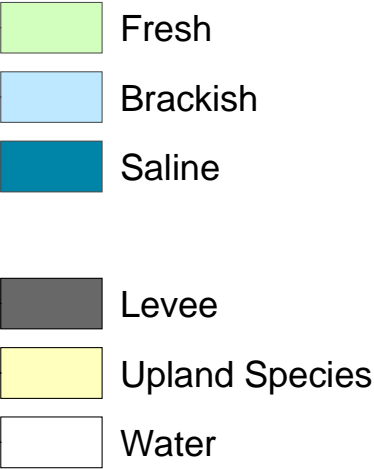 Fresh
Brackish
Saline
Levee
Upland Species
Water